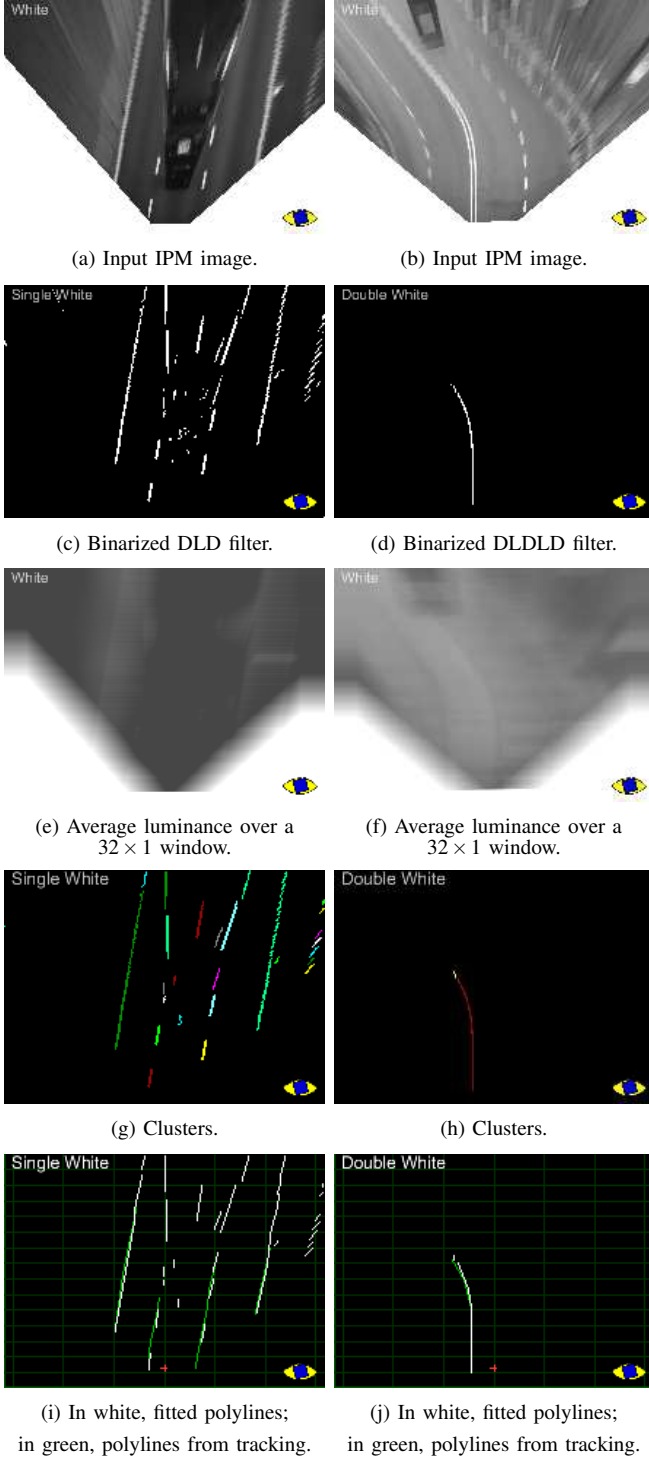 White
White
(a) Input IPM image.
(b) Input IPM image.
Single White
Double White
(c) Binarized DLD filter.
(d) Binarized DLDLD filter.
White
White
(e) Average luminance over a
32 × 1 window.
(f) Average luminance over a
32 × 1 window.
Single White
Double White
(g) Clusters.
(h) Clusters.
Single White
Double White
(i) In white, fitted polylines;
in green, polylines from tracking.
(j) In white, fitted polylines;
in green, polylines from tracking.